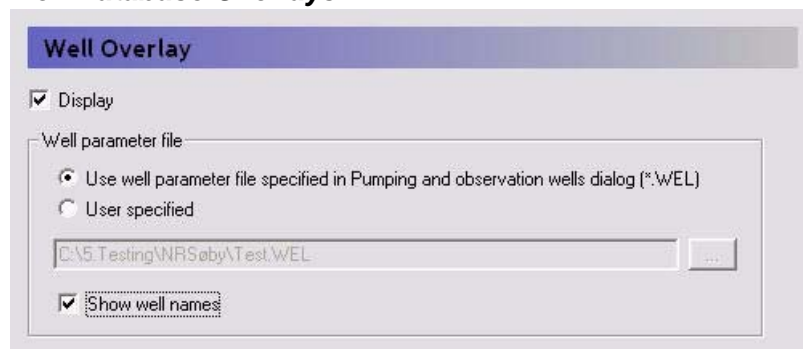 Well Overlay
Display
Well parameter file
Use well parameter file specified in Pumping and observation wells dialog (*.WEL)
User specified
C:\5.Testing\NRSøby\Test.WEL
...
Show well names